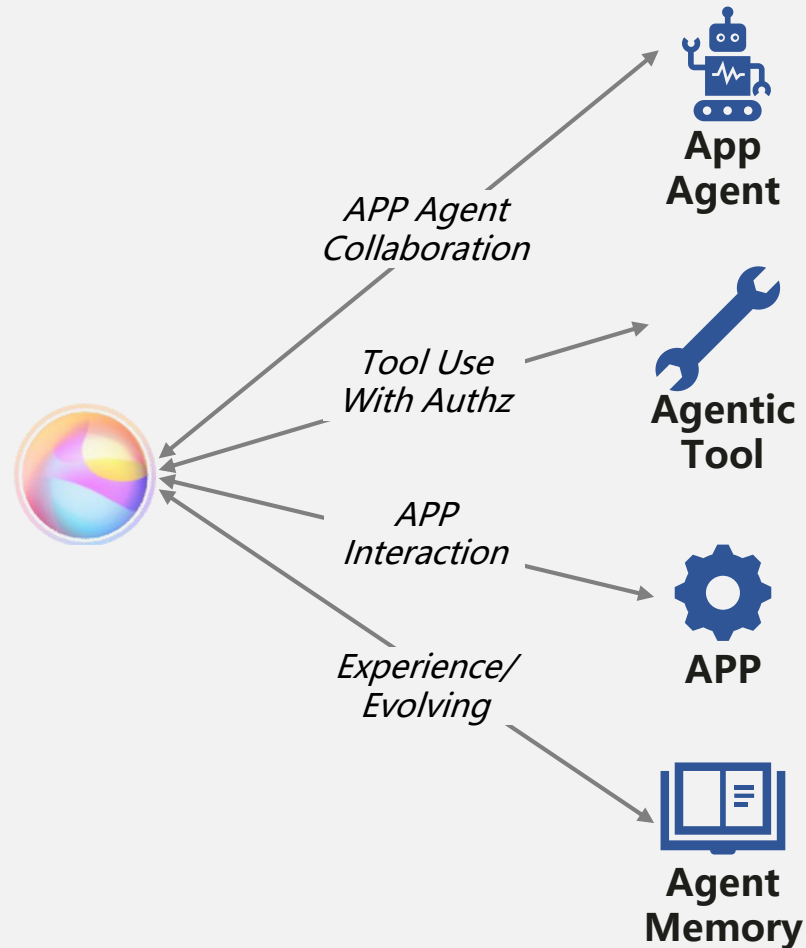 App
Agent
APP Agent
Collaboration
Tool Use
With Authz
Agentic
Tool
APP
Interaction
APP
Experience/
Evolving
Agent
Memory